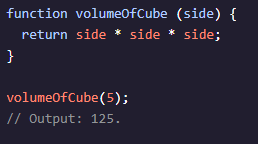 function volumeOfCube (side) {
  return side * side * side;
}

volumeOfCube(5);
// Output: 125.